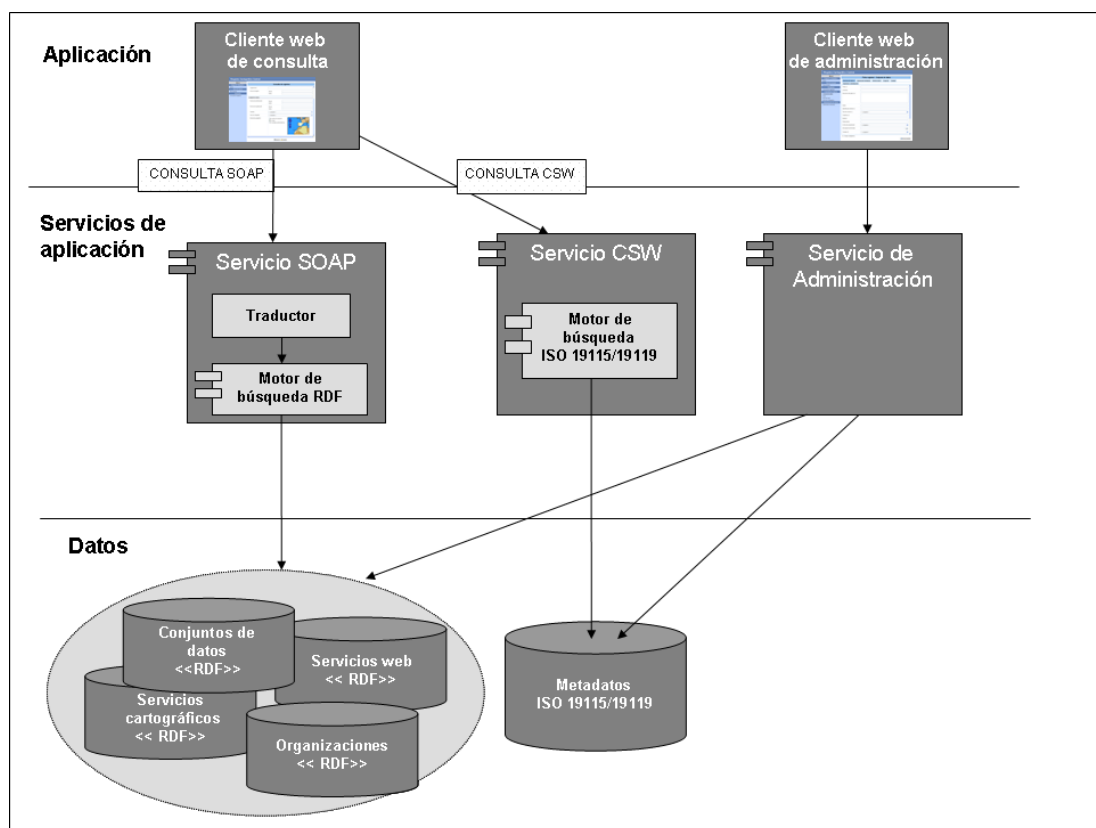 Aplicación
Cliente web
de consulta
Cliente web
de administración
CONSULTA SOAP
CONSULTA CSW
Servicios de
aplicación
Servicio SOAP
Traductor
Motor de
búsqueda RDF
Servicio CSW
Motor de
búsqueda
ISO 19115/19119
Servicio de
Administración
Datos
Conjuntos de
datos
<<RDF>>
Servicios web
<< RDF>>
Servicios
cartográficos
<< RDF>>
Organizaciones
<< RDF>>
Metadatos
ISO 19115/19119